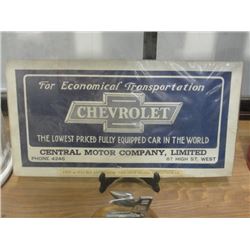 For Economical Transportation
CHEVROLET
THE LOWEST PRICED FULLY EQUIPPED CAR IN THE WORLD
CENTRAL MOTOR COMPANY, LIMITED
PHONE 4246
87 HIGH ST. WEST